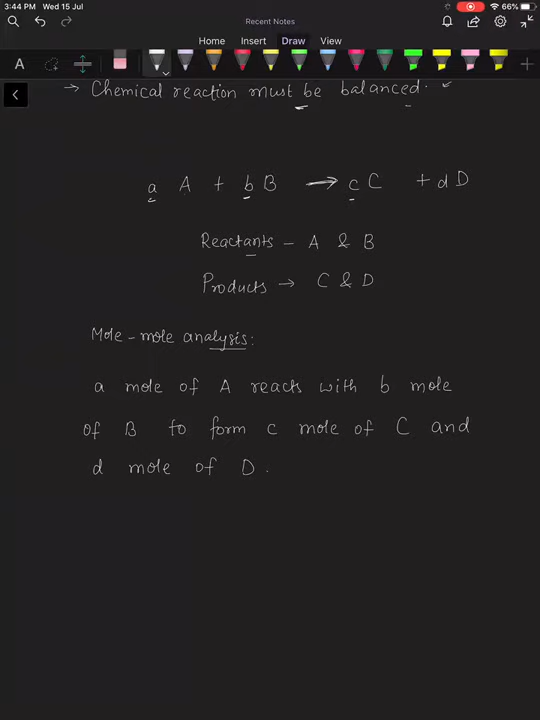 3:44 PM Wed 15 Jul
66%
Recent Notes
Home Insert Draw View
A
→ Chemical reaction must be balanced.
a A + b B → c C + d D
Reactants – A & B
Products → C & D
Mole-mole analysis:
a mole of A reacts with b mole
of B to form c mole of C and
d mole of D.